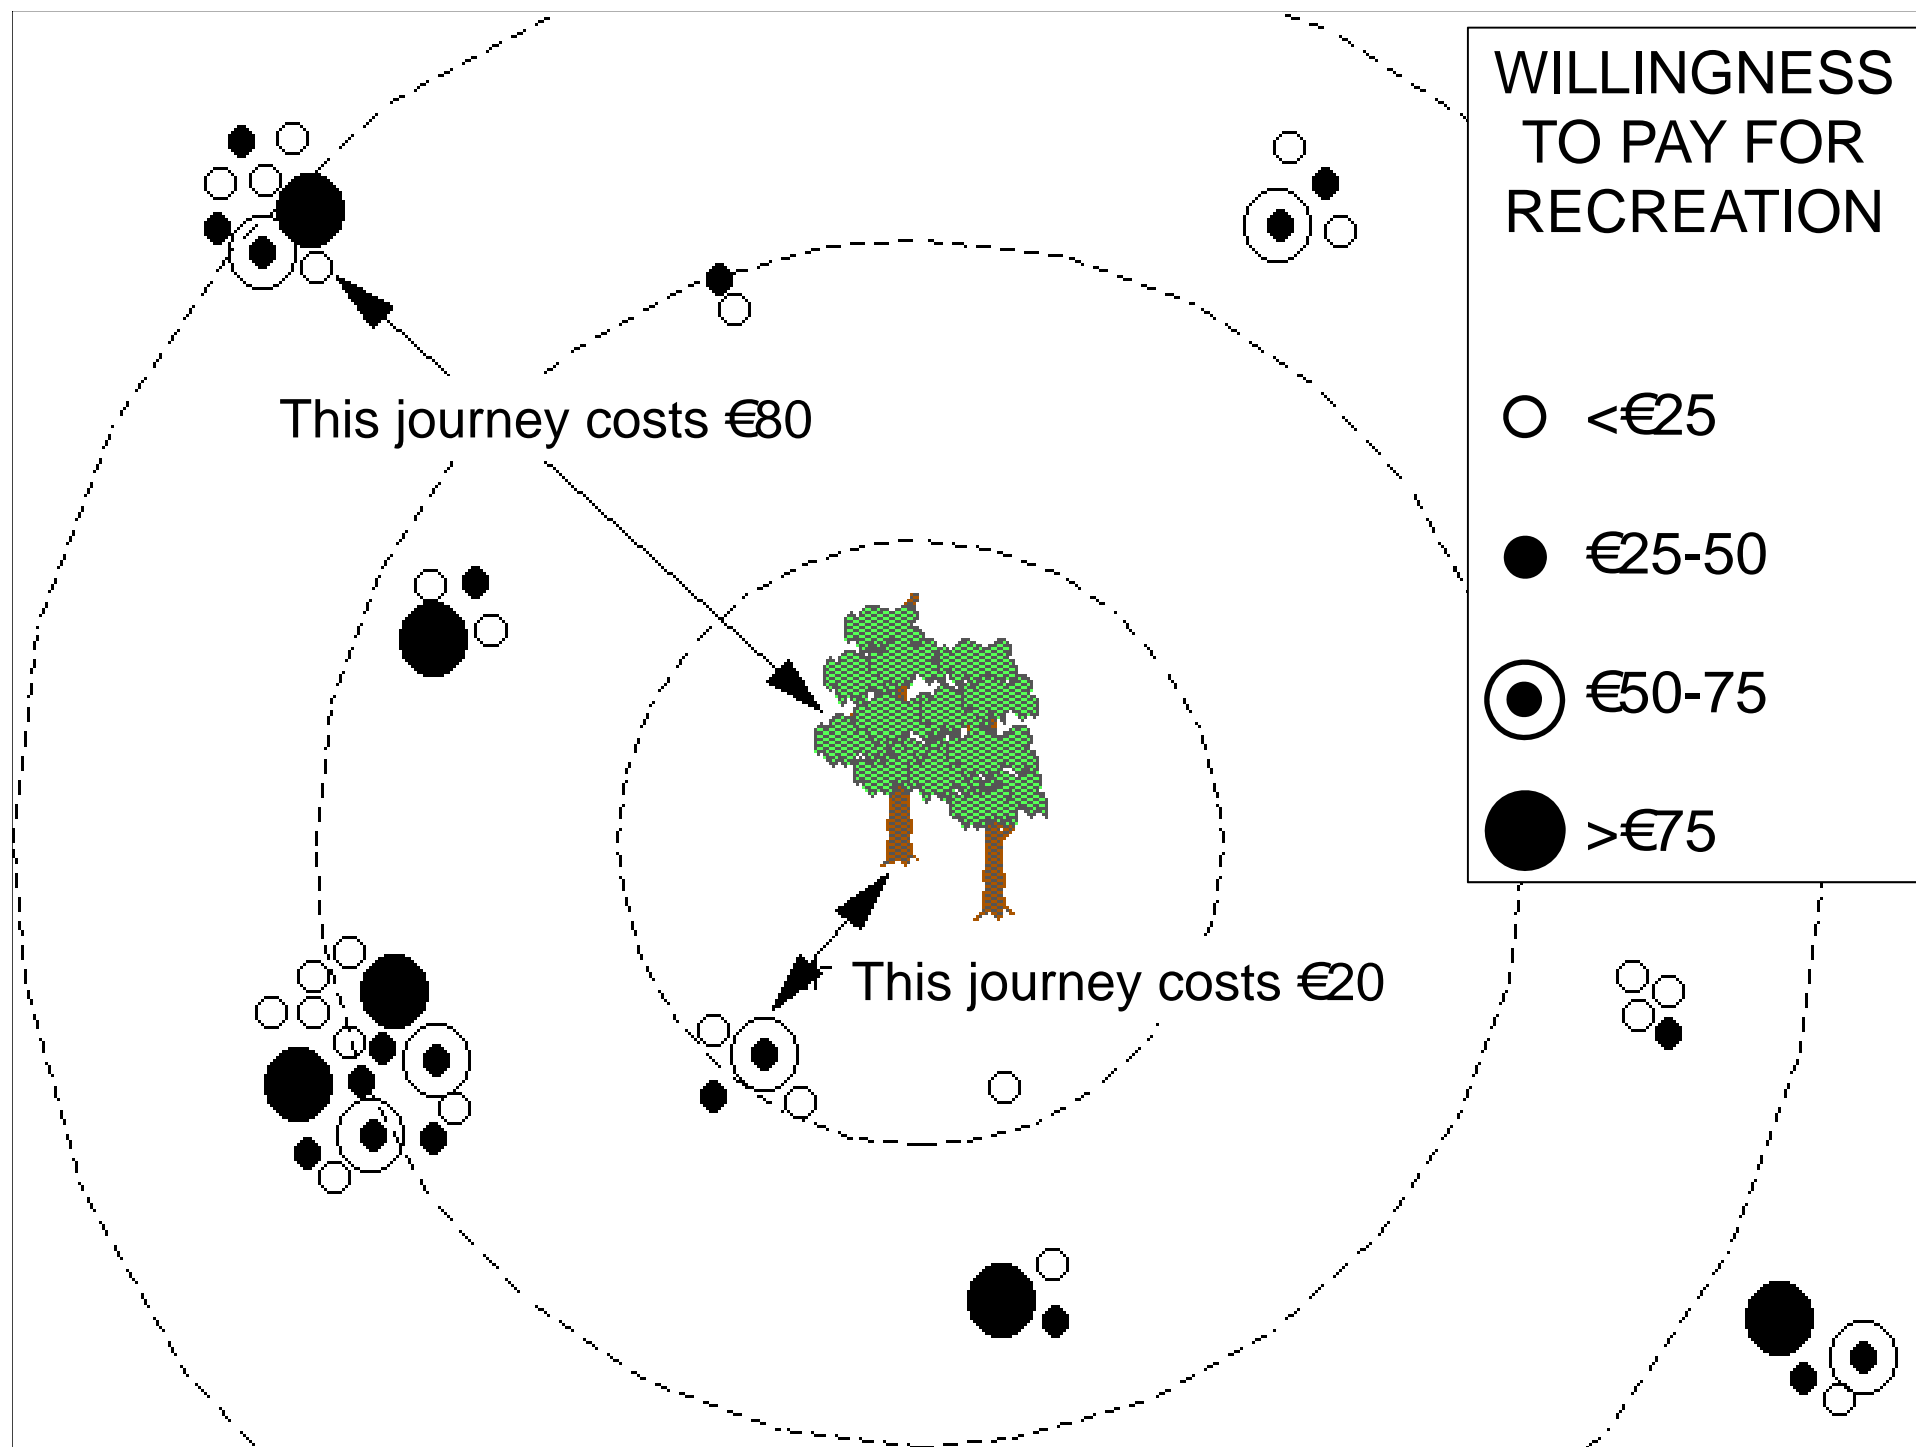 WILLINGNESS
TO PAY FOR
RECREATION
<€25
€25-50
€50-75
>€75
This journey costs €80
This journey costs €20